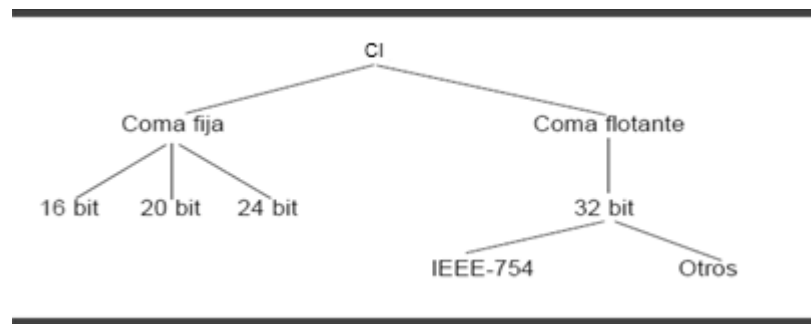 CI
Coma fija Coma flotante
16 bit 20 bit 24 bit 32 bit
IEEE-754 Otros